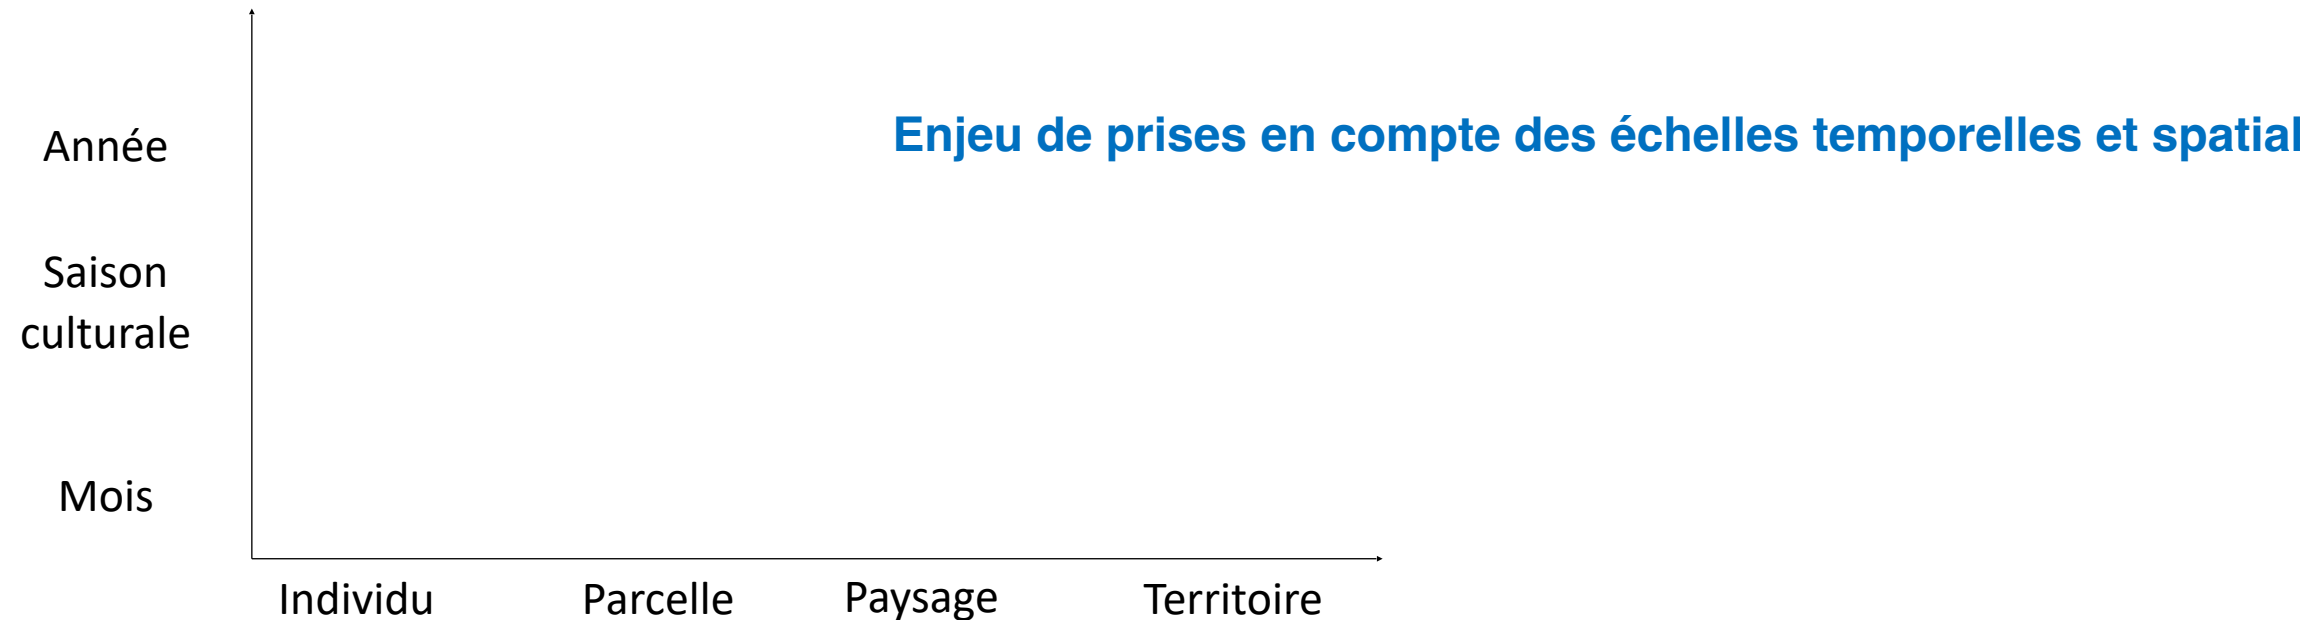 Année
Enjeu de prises en compte des échelles temporelles et spatial
Saison
culturale
Mois
Individu
Parcelle
Paysage
Territoire